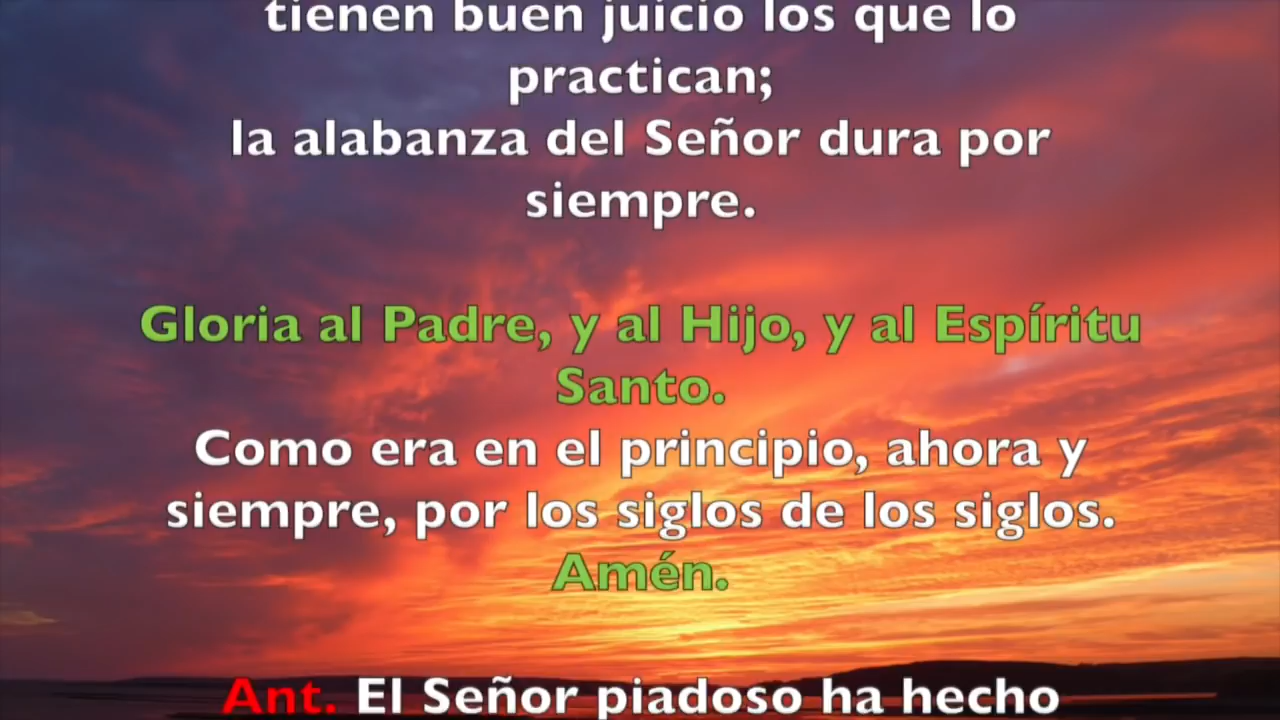 tienen buen juicio los que lo
practican;
la alabanza del Señor dura por
siempre.
Gloria al Padre, y al Hijo, y al Espíritu
Santo.
Como era en el principio, ahora y
siempre, por los siglos de los siglos.
Amén.
Ant. El Señor piadoso ha hecho